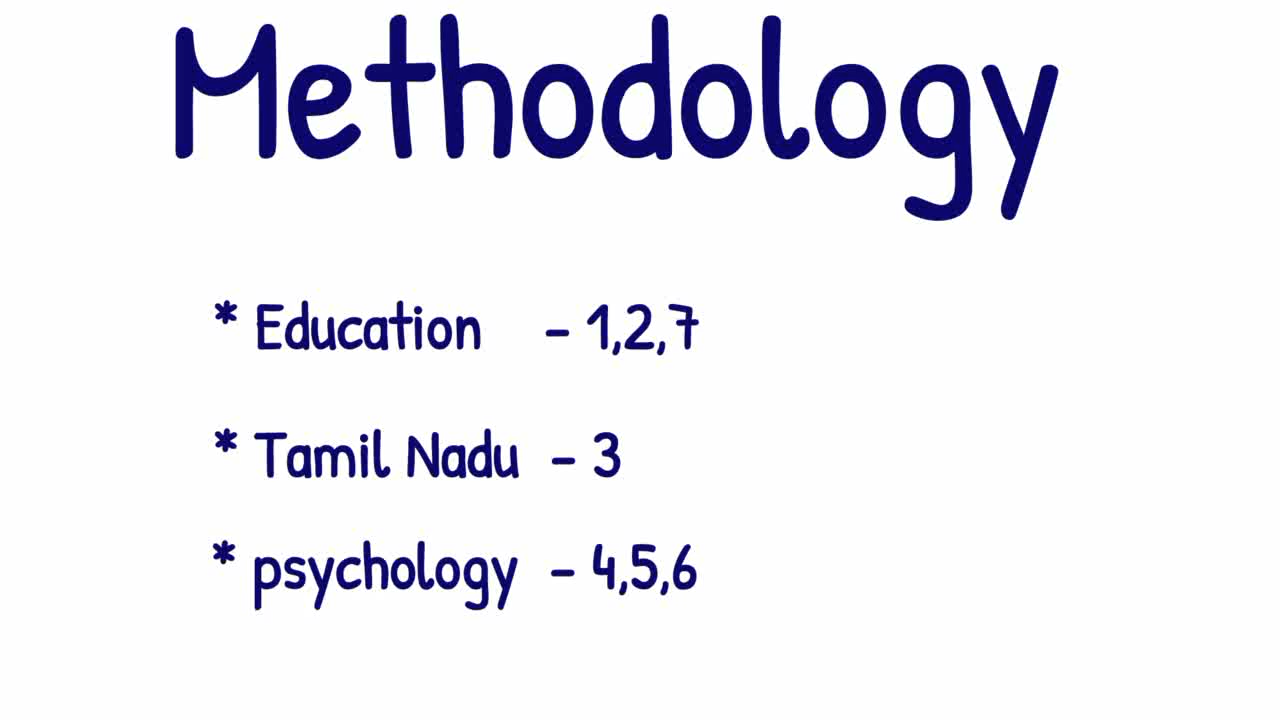 Methodology
* Education - 1,2,7
* Tamil Nadu - 3
* psychology - 4,5,6